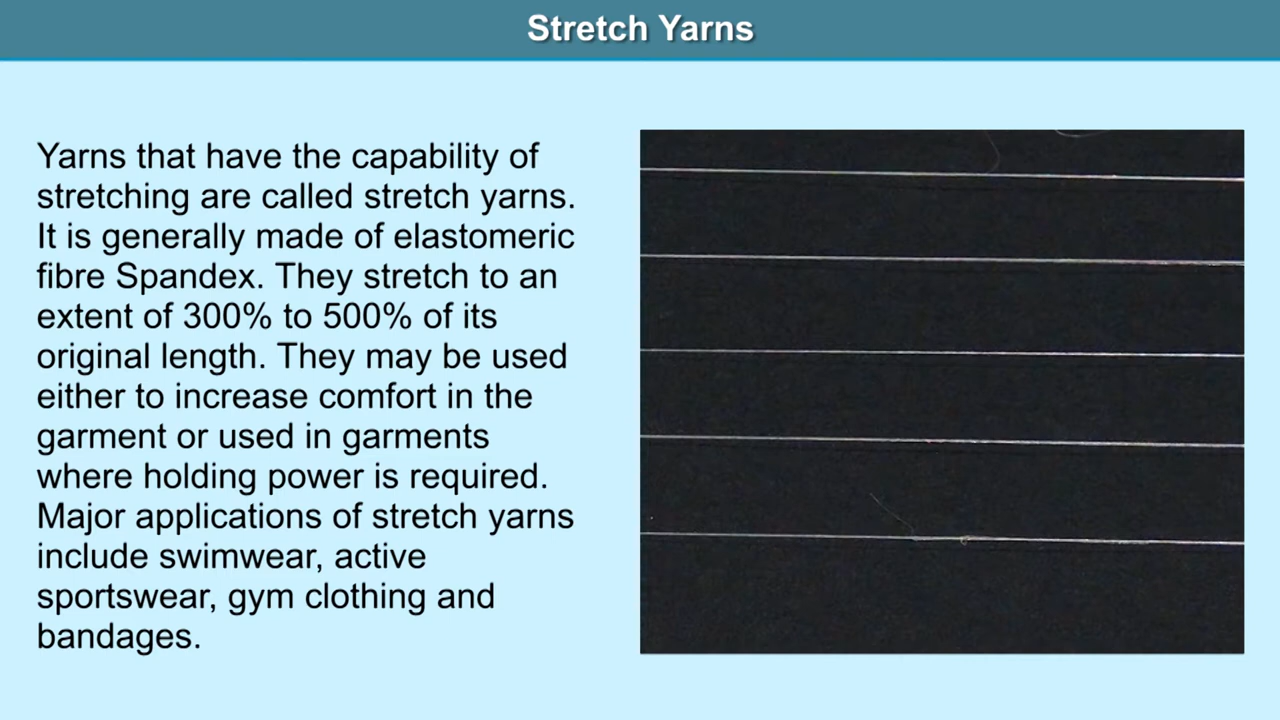 Stretch Yarns
Yarns that have the capability of
stretching are called stretch yarns.
It is generally made of elastomeric
fibre Spandex. They stretch to an
extent of 300% to 500% of its
original length. They may be used
either to increase comfort in the
garment or used in garments
where holding power is required.
Major applications of stretch yarns
include swimwear, active
sportswear, gym clothing and
bandages.